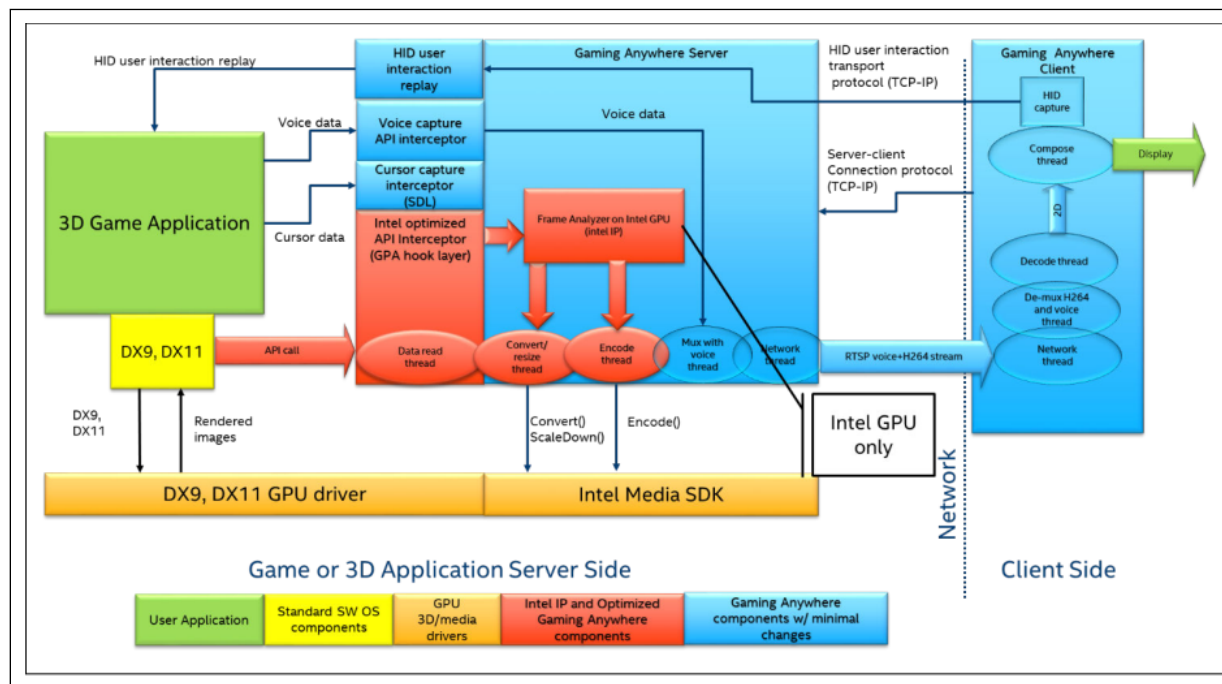 HID user
interaction
replay
Gaming Anywhere Server
HID user interaction
transport
protocol (TCP-IP)
Gaming Anywhere
Client
HID user interaction replay
HID
capture
Voice data
Voice capture
API interceptor
Voice data
Compose
thread
Display
Server-client
Connection protocol
(TCP-IP)
Cursor capture
interceptor
(SDL)
3D Game Application
Cursor data
Intel optimized
API Interceptor
(GPA hook layer)
Frame Analyzer on Intel GPU
(intel IP)
2D
Decode thread
De-mux H264
and voice
thread
DX9, DX11
API call
Data read
thread
Convert/
resize thread
Encode
thread
Mux with
voice
thread
Network
thread
RTSP voice+H264 stream
Network
thread
DX9,
DX11
Rendered
images
Convert()
ScaleDown()
Encode()
Intel GPU
only
Network
DX9, DX11 GPU driver
Intel Media SDK
Game or 3D Application Server Side
Client Side
User Application
Standard SW OS
components
GPU
3D/media
drivers
Intel IP and Optimized
Gaming Anywhere
components
Gaming Anywhere
components w/ minimal
changes